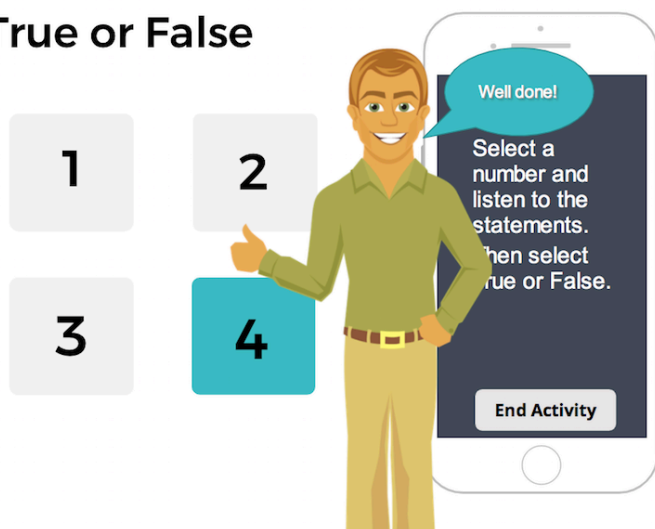 True or False
1
2
3
4
Well done!
Select a
number and
listen to the
statements.
hen select
rue or False.
End Activity